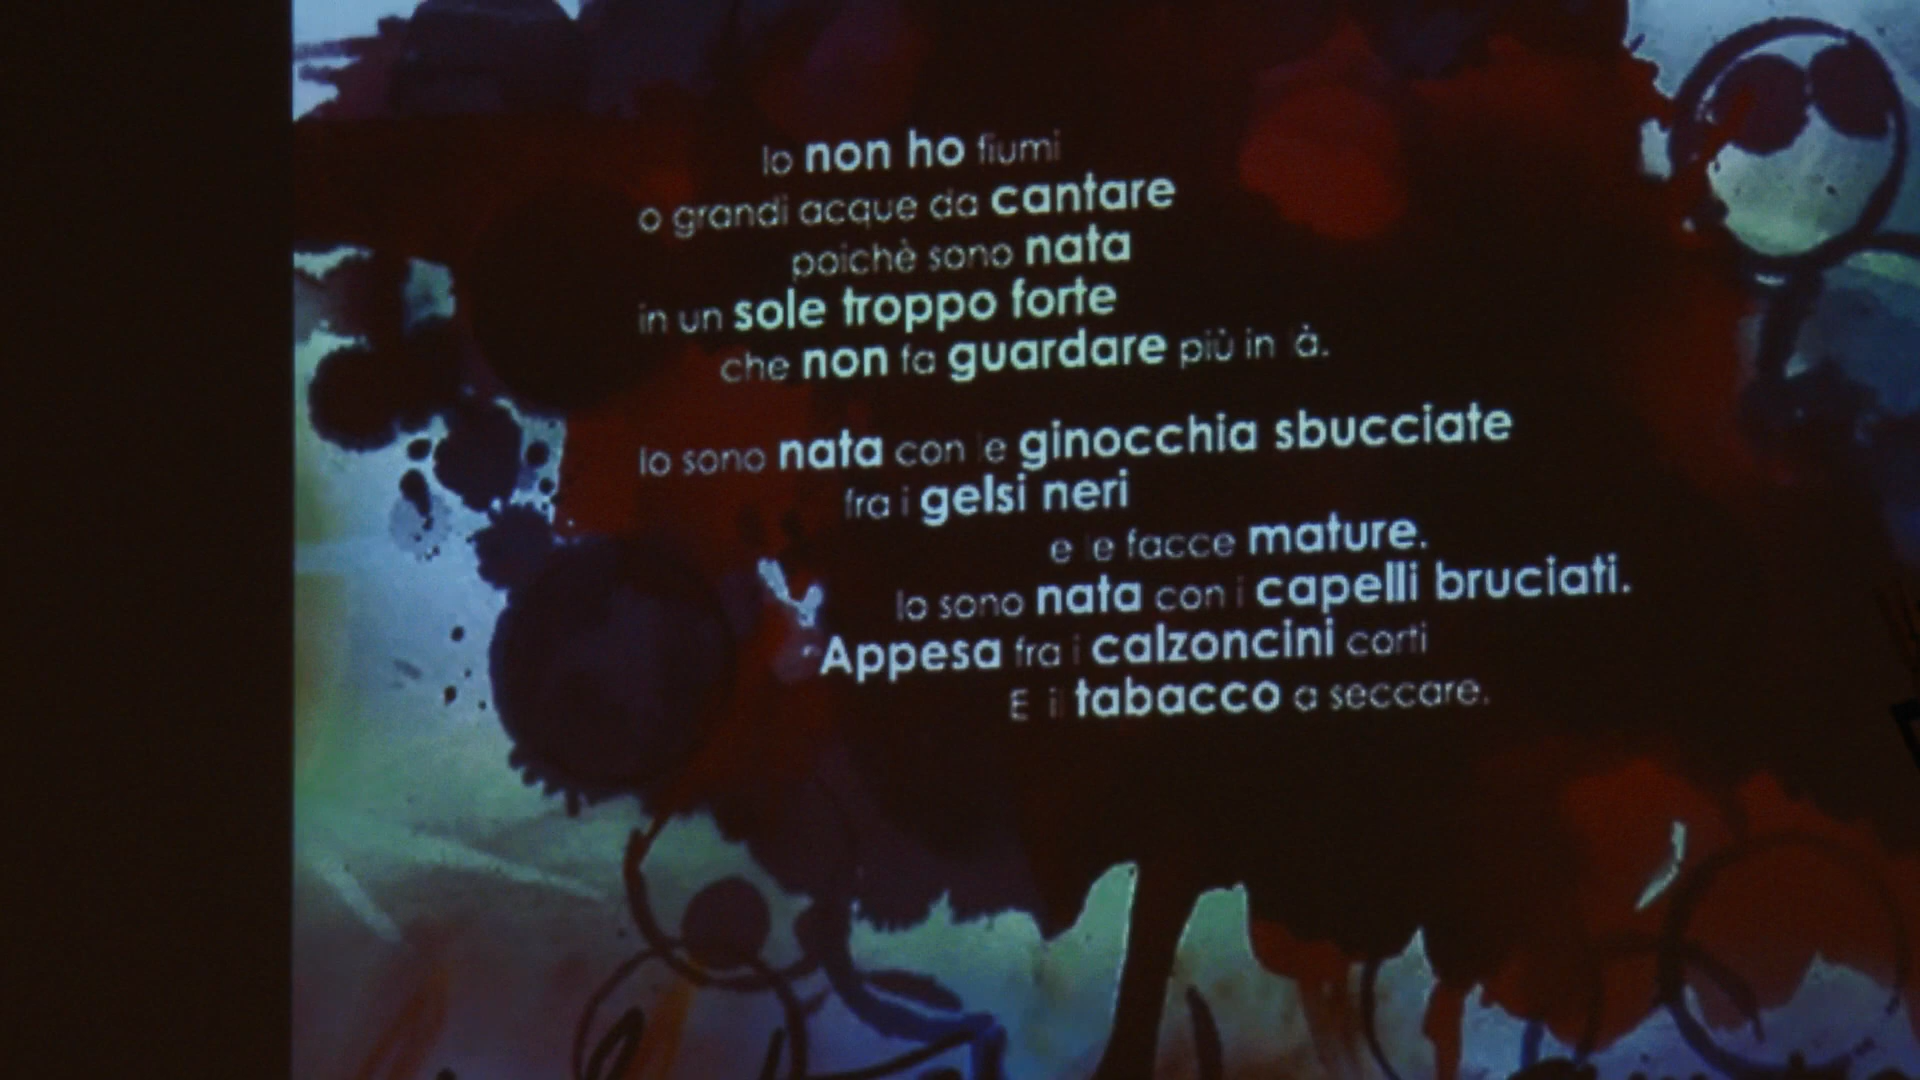 Io non ho fiumi
o grandi acque da cantare
poichè sono nata
in un sole troppo forte
che non fa guardare più in là.
Io sono nata con le ginocchia sbucciate
fra i gelsi neri
e le facce mature.
Io sono nata con i capelli bruciati.
Appesa fra i calzoncini corti
E il tabacco a seccare.